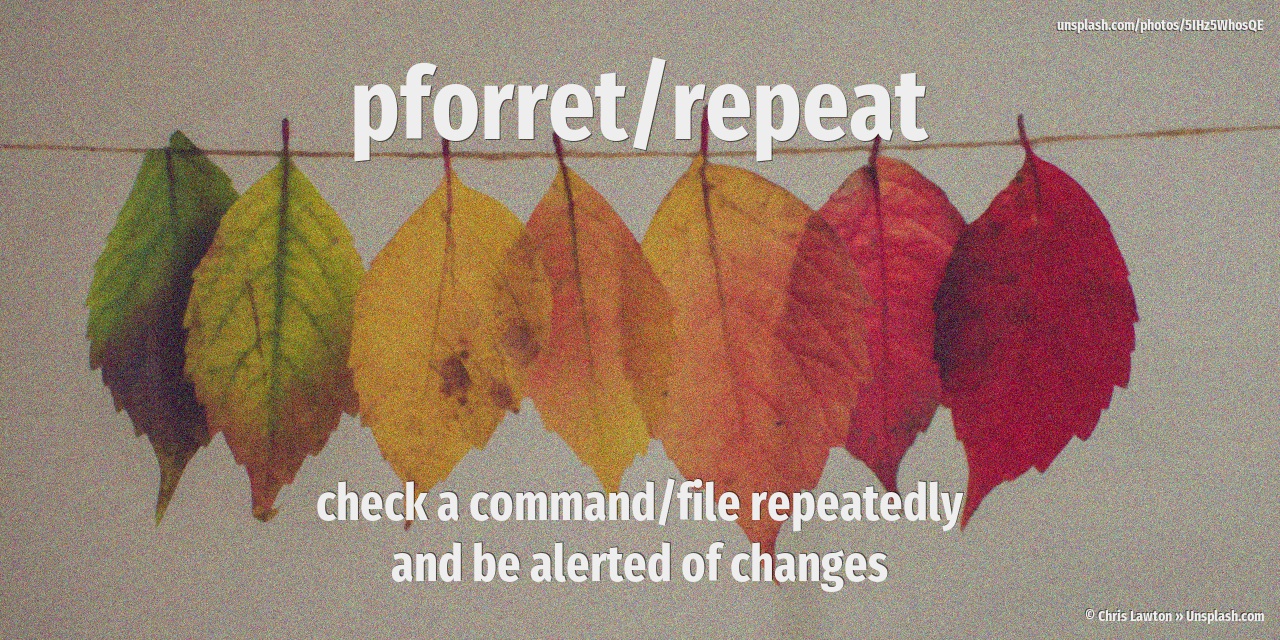 unsplash.com/photos/5IHz5WhosQE
pforret/repeat
check a command/file repeatedly
and be alerted of changes
© Chris Lawton » Unsplash.com